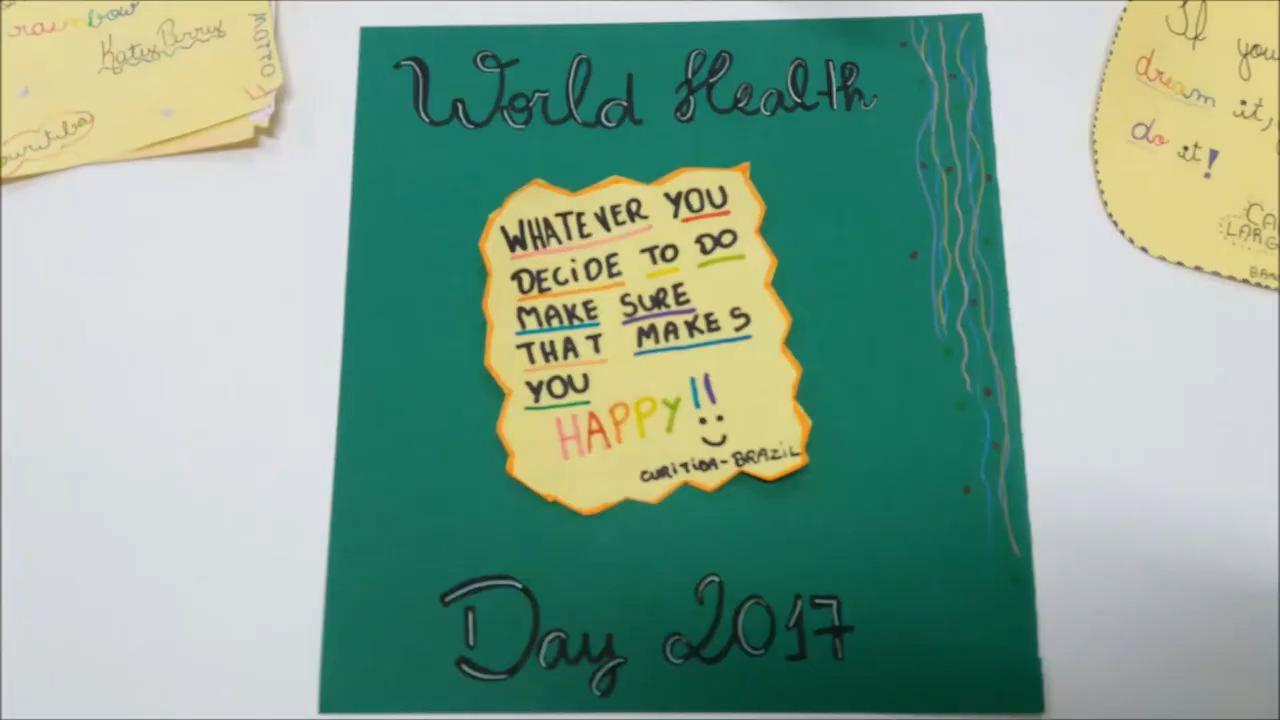 rainbow
Katy Perry
World Health
WHATEVER YOU
DECIDE TO DO
MAKE SURE
THAT MAKES
YOU
HAPPY!!
CURITIBA-BRAZIL
Day 2017
If you
dream it,
do it!